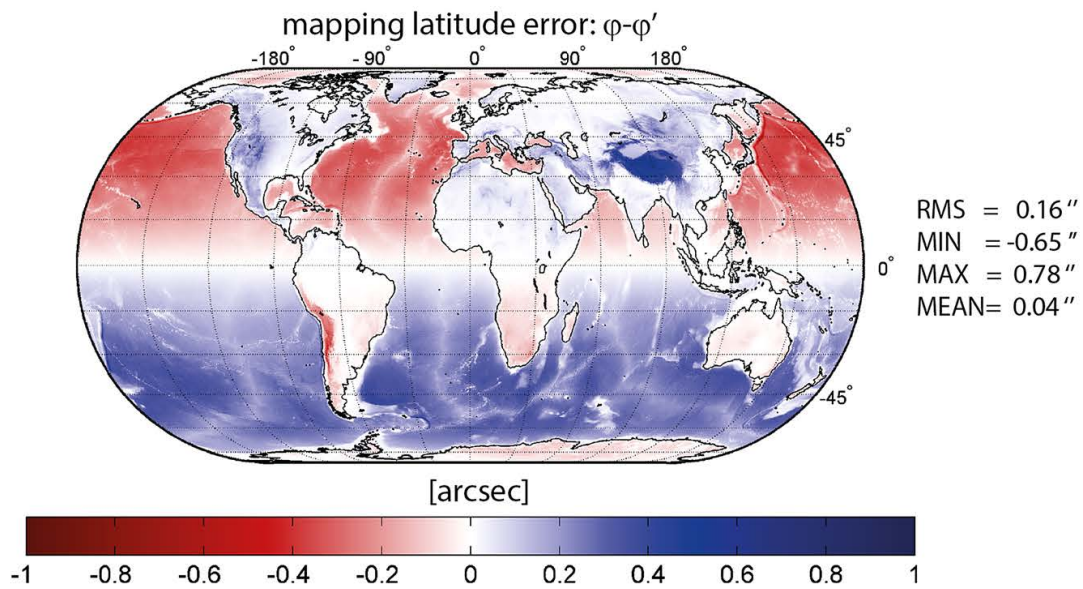 mapping latitude error: φ-φ′
-180° -90° 0° 90° 180°
45°
0°
-45°
RMS = 0.16″
MIN = -0.65″
MAX = 0.78″
MEAN= 0.04″
[arcsec]
-1 -0.8 -0.6 -0.4 -0.2 0 0.2 0.4 0.6 0.8 1